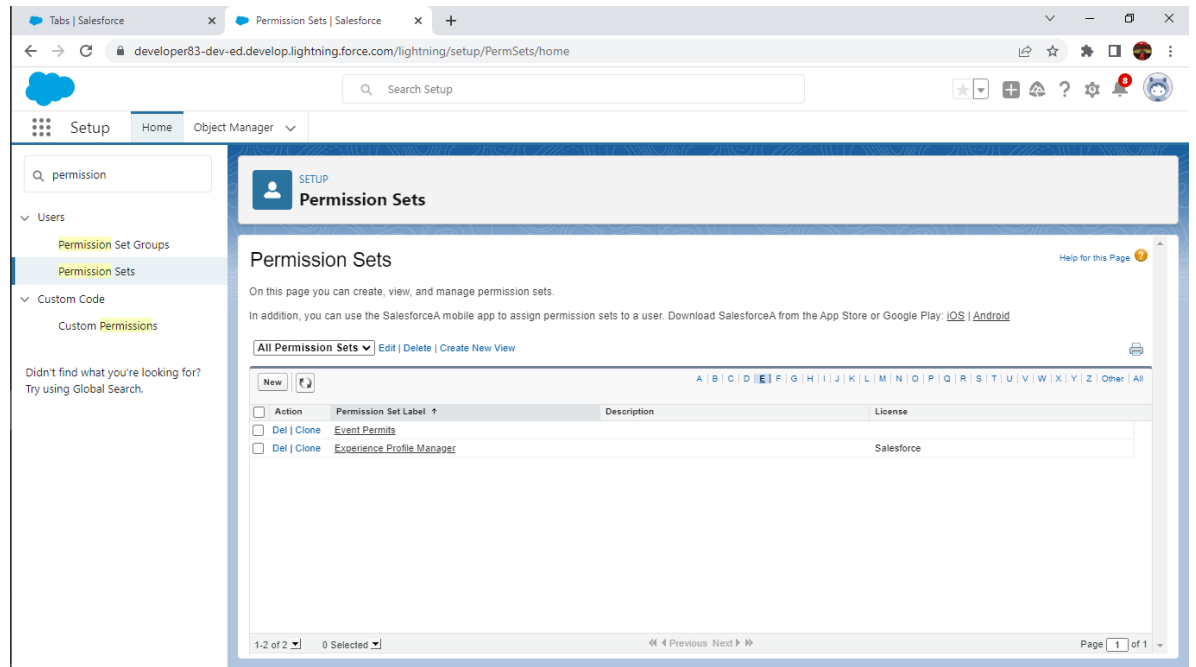 Tabs | Salesforce
Permission Sets | Salesforce
developer83-dev-ed.develop.lightning.force.com/lightning/setup/PermSets/home
Search Setup
8
Setup
Home
Object Manager
permission
Users
Permission Set Groups
Permission Sets
Custom Code
Custom Permissions
Didn't find what you're looking for?
Try using Global Search.
SETUP
Permission Sets
Permission Sets
Help for this Page
On this page you can create, view, and manage permission sets.
In addition, you can use the SalesforceA mobile app to assign permission sets to a user. Download SalesforceA from the App Store or Google Play: iOS | Android
All Permission Sets Edit | Delete | Create New View
New A | B | C | D | E | F | G | H | I | J | K | L | M | N | O | P | Q | R | S | T | U | V | W | X | Y | Z | Other | All
Action Permission Set Label ↑ Description License
Del | Clone Event Permits
Del | Clone Experience Profile Manager Salesforce
1-2 of 2 0 Selected Previous Next Page 1 of 1